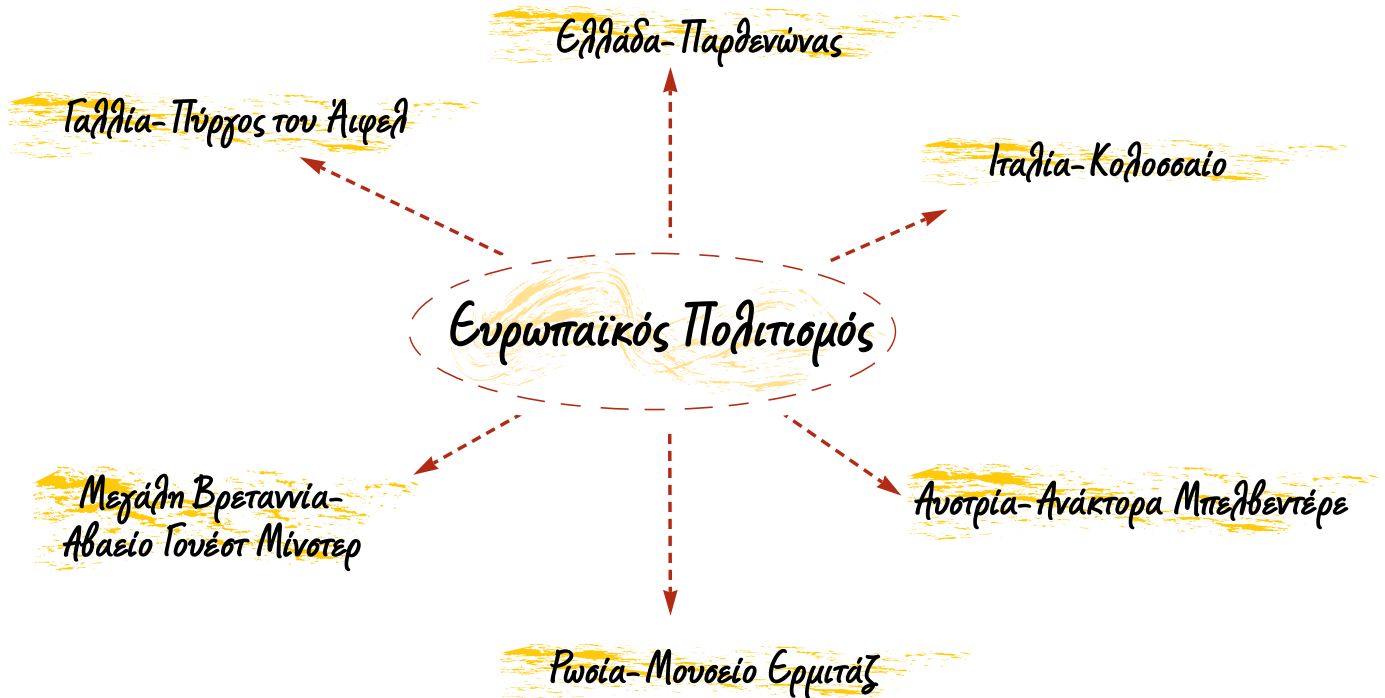 Ελλάδα-Παρθενώνας
Γαλλία-Πύργος του Άιφελ
Ιταλία-Κολοσσαίο
Ευρωπαϊκός Πολιτισμός
Μεγάλη Βρεταννία-
Αβαείο Γουέστ Μίνστερ
Αυστρία-Ανάκτορα Μπελβεντέρε
Ρωσία-Μουσείο Ερμιτάζ